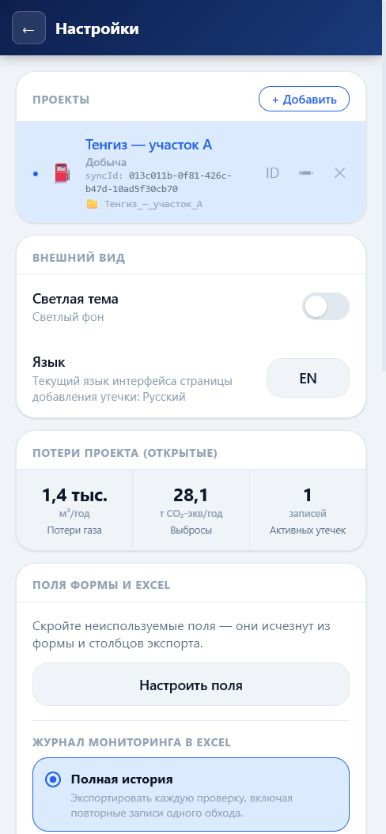 ← Настройки
ПРОЕКТЫ
+ Добавить
Тенгиз — участок А
Добыча
syncId: 013c011b-0f81-426c-
b47d-10ad5f30cb70
Тенгиз_—_участок_А
ID
ВНЕШНИЙ ВИД
Светлая тема
Светлый фон
Язык
Текущий язык интерфейса страницы
добавления утечки: Русский
EN
ПОТЕРИ ПРОЕКТА (ОТКРЫТЫЕ)
1,4 тыс.
м³/год
Потери газа
28,1
т CO₂-экв/год
Выбросы
1
записей
Активных утечек
ПОЛЯ ФОРМЫ И EXCEL
Скройте неиспользуемые поля — они исчезнут из
формы и столбцов экспорта.
Настроить поля
ЖУРНАЛ МОНИТОРИНГА В EXCEL
Полная история
Экспортировать каждую проверку, включая
повторные записи одного обхода.